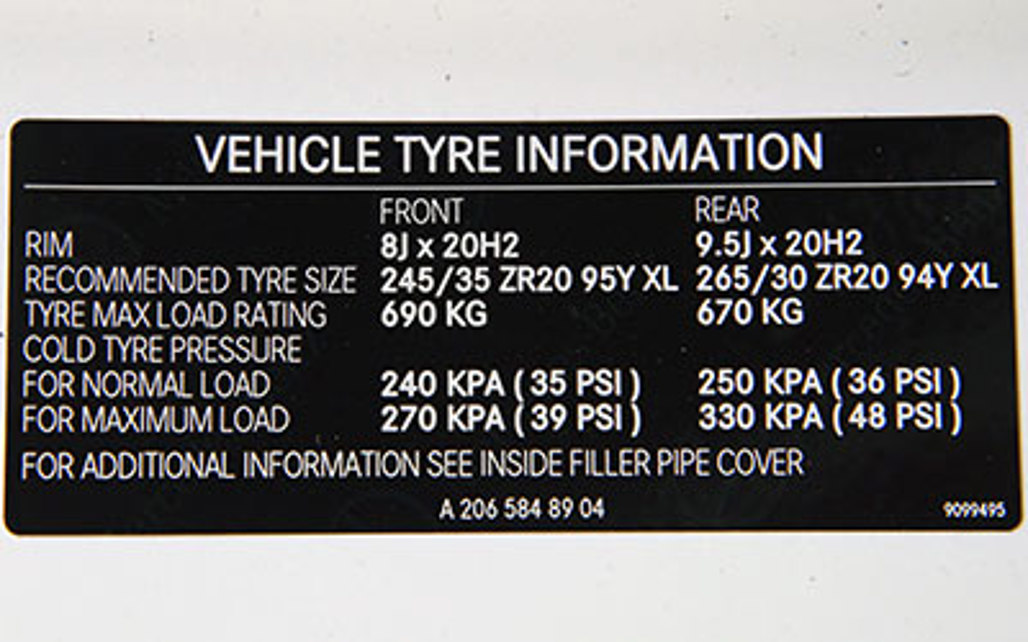 VEHICLE TYRE INFORMATION
FRONT REAR
RIM 8J x 20H2 9.5J x 20H2
RECOMMENDED TYRE SIZE 245/35 ZR20 95Y XL 265/30 ZR20 94Y XL
TYRE MAX LOAD RATING 690 KG 670 KG
COLD TYRE PRESSURE
FOR NORMAL LOAD 240 KPA ( 35 PSI ) 250 KPA ( 36 PSI )
FOR MAXIMUM LOAD 270 KPA ( 39 PSI ) 330 KPA ( 48 PSI )
FOR ADDITIONAL INFORMATION SEE INSIDE FILLER PIPE COVER
A 206 584 89 04 9099495